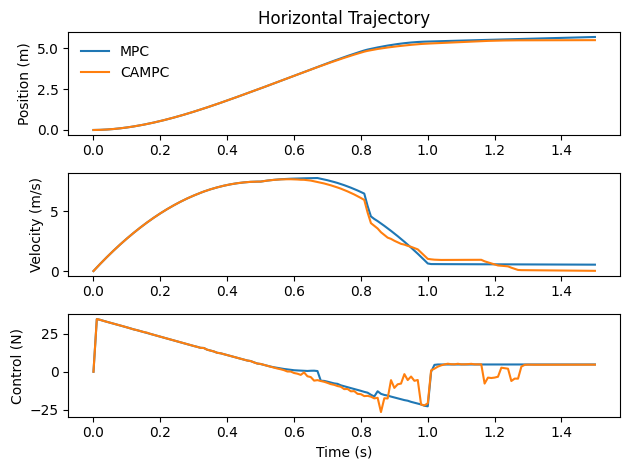 Horizontal Trajectory
Position (m)
5.0
2.5
0.0
MPC
CAMPC
0.0 0.2 0.4 0.6 0.8 1.0 1.2 1.4
Velocity (m/s)
5
0
0.0 0.2 0.4 0.6 0.8 1.0 1.2 1.4
Control (N)
25
0
−25
0.0 0.2 0.4 0.6 0.8 1.0 1.2 1.4
Time (s)